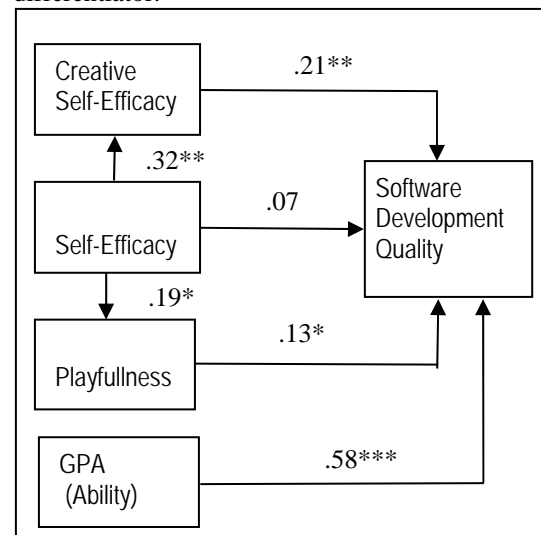 differentiator.
Creative
Self-Efficacy
.21**
.32**
Self-Efficacy
.07
Software
Development
Quality
.19*
Playfullness
.13*
GPA
(Ability)
.58***